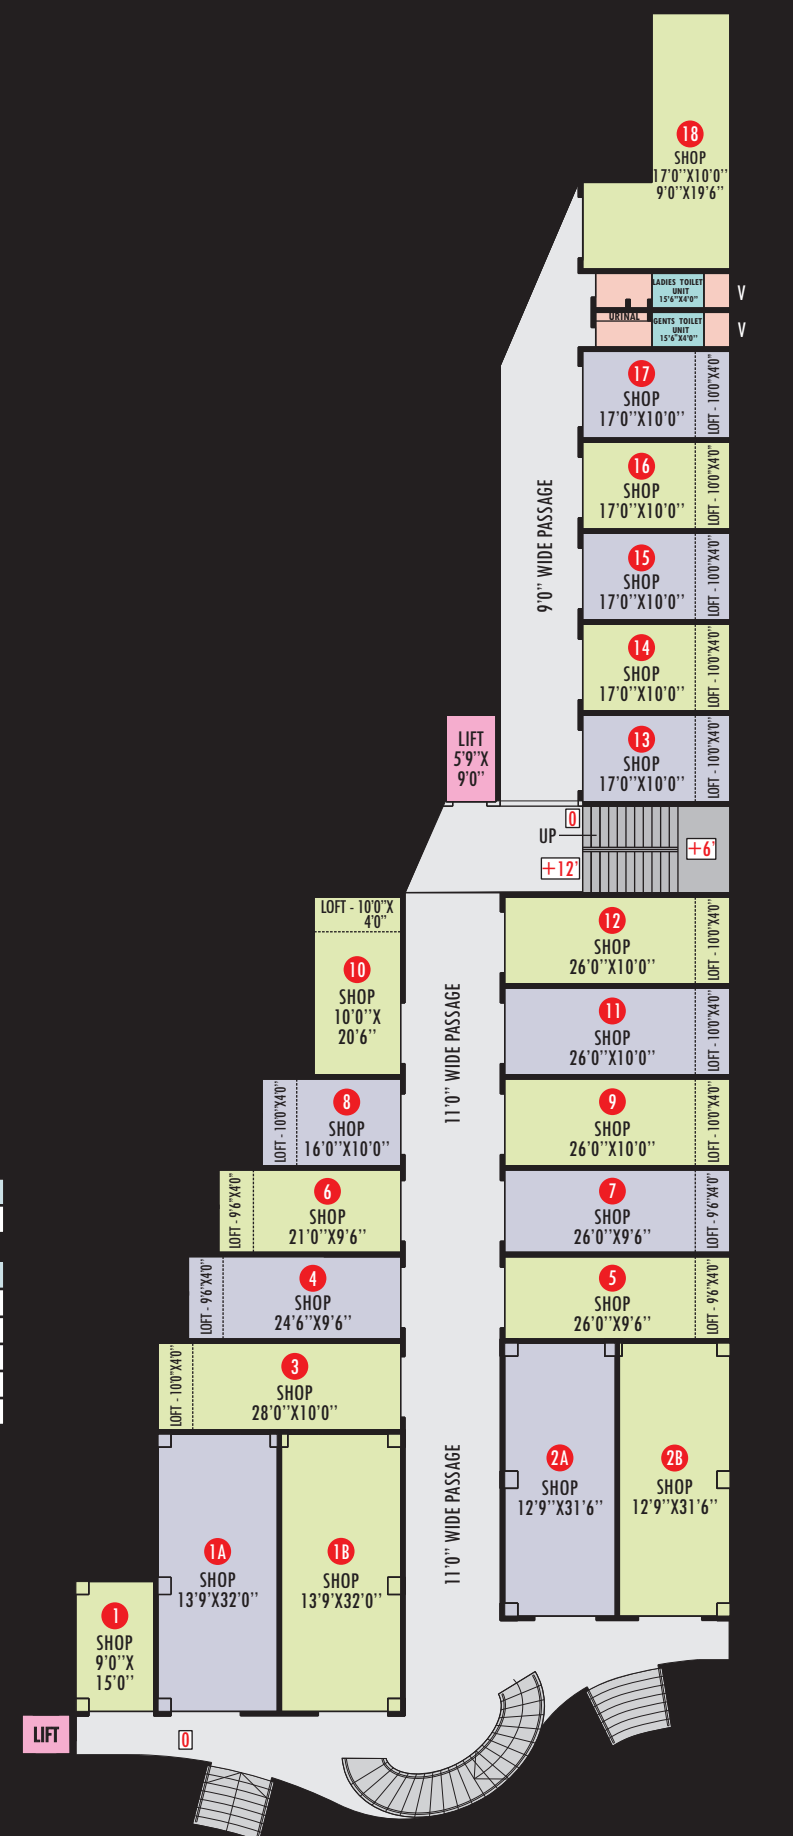 18
SHOP
17'0''X10'0''
9'0''X19'6''
LADIES TOILET
UNIT
15'6"X4'0"
V
URINAL
GENTS TOILET
UNIT
15'6"X4'0"
V
17
SHOP
17'0''X10'0''
LOFT - 10'0"X4'0"
16
SHOP
17'0''X10'0''
LOFT - 10'0"X4'0"
9'0'' WIDE PASSAGE
15
SHOP
17'0''X10'0''
LOFT - 10'0"X4'0"
14
SHOP
17'0''X10'0''
LOFT - 10'0"X4'0"
LIFT
5'9''X
9'0''
13
SHOP
17'0''X10'0''
LOFT - 10'0"X4'0"
0
UP
+6'
+12'
LOFT - 10'0''X
4'0''
10
SHOP
10'0''X
20'6''
12
SHOP
26'0''X10'0''
LOFT - 10'0"X4'0"
11'0'' WIDE PASSAGE
11
SHOP
26'0''X10'0''
LOFT - 10'0"X4'0"
LOFT - 10'0"X4'0"
8
SHOP
16'0''X10'0''
9
SHOP
26'0''X10'0''
LOFT - 10'0"X4'0"
LOFT - 9'6"X4'0"
6
SHOP
21'0''X9'6''
7
SHOP
26'0''X9'6''
LOFT - 9'6"X4'0"
LOFT - 9'6"X4'0"
4
SHOP
24'6''X9'6''
5
SHOP
26'0''X9'6''
LOFT - 9'6"X4'0"
LOFT - 10'0"X4'0"
3
SHOP
28'0''X10'0''
11'0'' WIDE PASSAGE
2A
SHOP
12'9''X31'6''
2B
SHOP
12'9''X31'6''
1A
SHOP
13'9'X32'0''
1B
SHOP
13'9'X32'0''
1
SHOP
9'0''X
15'0''
LIFT
0